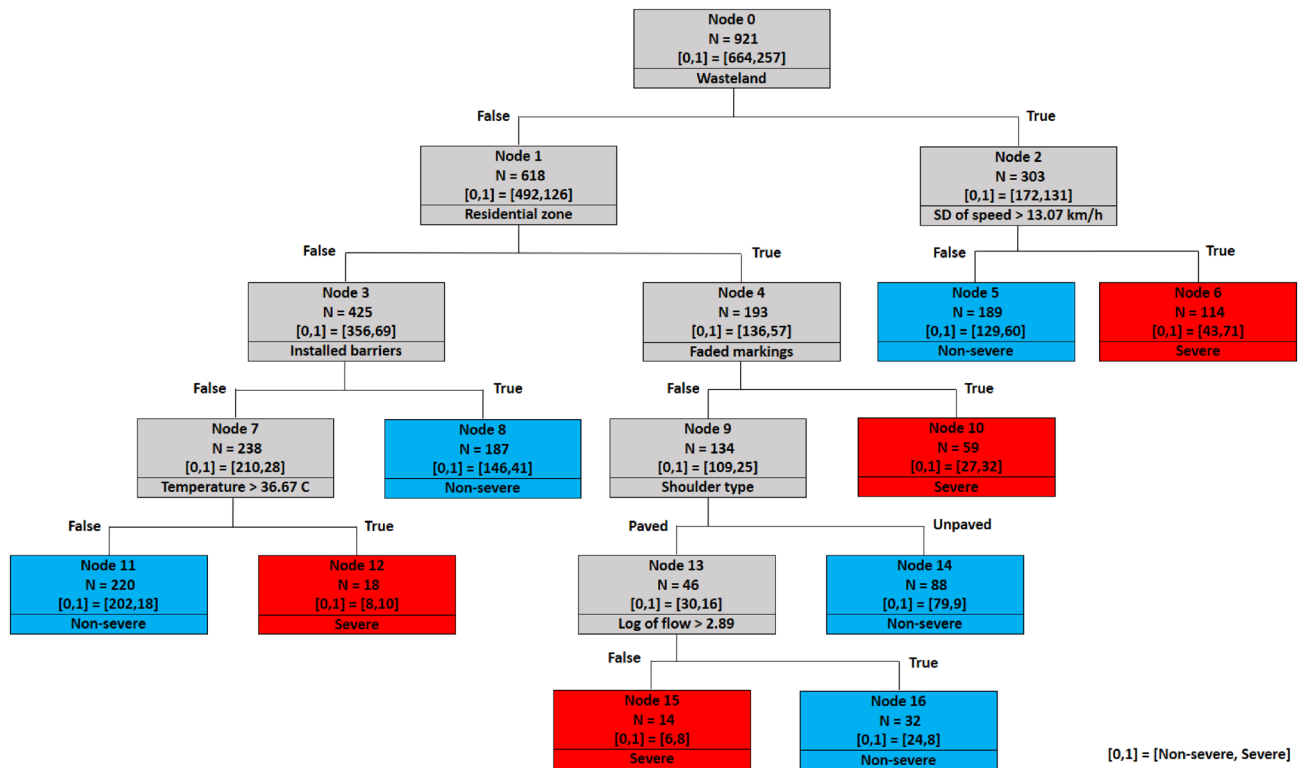 Node 0
N = 921
[0,1] = [664,257]
Wasteland
False
True
Node 1
N = 618
[0,1] = [492,126]
Residential zone
Node 2
N = 303
[0,1] = [172,131]
SD of speed > 13.07 km/h
False
True
False
True
Node 3
N = 425
[0,1] = [356,69]
Installed barriers
Node 4
N = 193
[0,1] = [136,57]
Faded markings
Node 5
N = 189
[0,1] = [129,60]
Non-severe
Node 6
N = 114
[0,1] = [43,71]
Severe
False
True
False
True
Node 7
N = 238
[0,1] = [210,28]
Temperature > 36.67 C
Node 8
N = 187
[0,1] = [146,41]
Non-severe
Node 9
N = 134
[0,1] = [109,25]
Shoulder type
Node 10
N = 59
[0,1] = [27,32]
Severe
False
True
Paved
Unpaved
Node 11
N = 220
[0,1] = [202,18]
Non-severe
Node 12
N = 18
[0,1] = [8,10]
Severe
Node 13
N = 46
[0,1] = [30,16]
Log of flow > 2.89
Node 14
N = 88
[0,1] = [79,9]
Non-severe
False
True
Node 15
N = 14
[0,1] = [6,8]
Severe
Node 16
N = 32
[0,1] = [24,8]
Non-severe
[0,1] = [Non-severe, Severe]